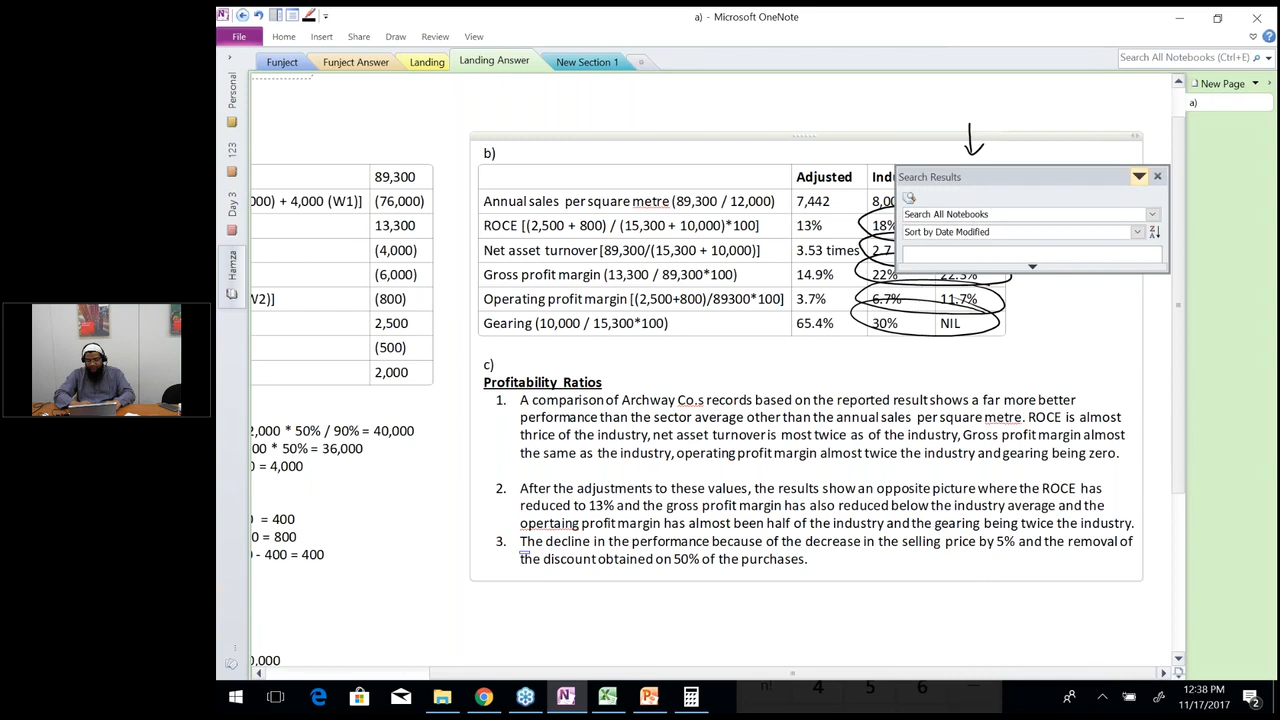 a) - Microsoft OneNote
File Home Insert Share Draw Review View
Funject Funject Answer Landing Landing Answer New Section 1
Search All Notebooks (Ctrl+E)
New Page
a)
Personal
123
Day 3
Hamza
89,300
000) + 4,000 (W1)] (76,000)
13,300
(4,000)
(6,000)
W2)] (800)
2,500
(500)
2,000
2,000 * 50% / 90% = 40,000
00 * 50% = 36,000
0 = 4,000
0 = 400
0 = 800
0 - 400 = 400
0,000
b)
Adjusted
Annual sales per square metre (89,300 / 12,000) 7,442
ROCE [(2,500 + 800) / (15,300 + 10,000)*100] 13% 18%
Net asset turnover [89,300/(15,300 + 10,000)] 3.53 times 2.7
Gross profit margin (13,300 / 89,300*100) 14.9% 22% 22.3%
Operating profit margin [(2,500+800)/89300*100] 3.7% 6.7% 11.7%
Gearing (10,000 / 15,300*100) 65.4% 30% NIL
Search Results
Search All Notebooks
Sort by Date Modified
c)
Profitability Ratios
1. A comparison of Archway Co.s records based on the reported result shows a far more better
performance than the sector average other than the annual sales per square metre. ROCE is almost
thrice of the industry, net asset turnover is most twice as of the industry, Gross profit margin almost
the same as the industry, operating profit margin almost twice the industry and gearing being zero.
2. After the adjustments to these values, the results show an opposite picture where the ROCE has
reduced to 13% and the gross profit margin has also reduced below the industry average and the
opertaing profit margin has almost been half of the industry and the gearing being twice the industry.
3. The decline in the performance because of the decrease in the selling price by 5% and the removal of
the discount obtained on 50% of the purchases.
n! 4 5 6
12:38 PM
11/17/2017
2